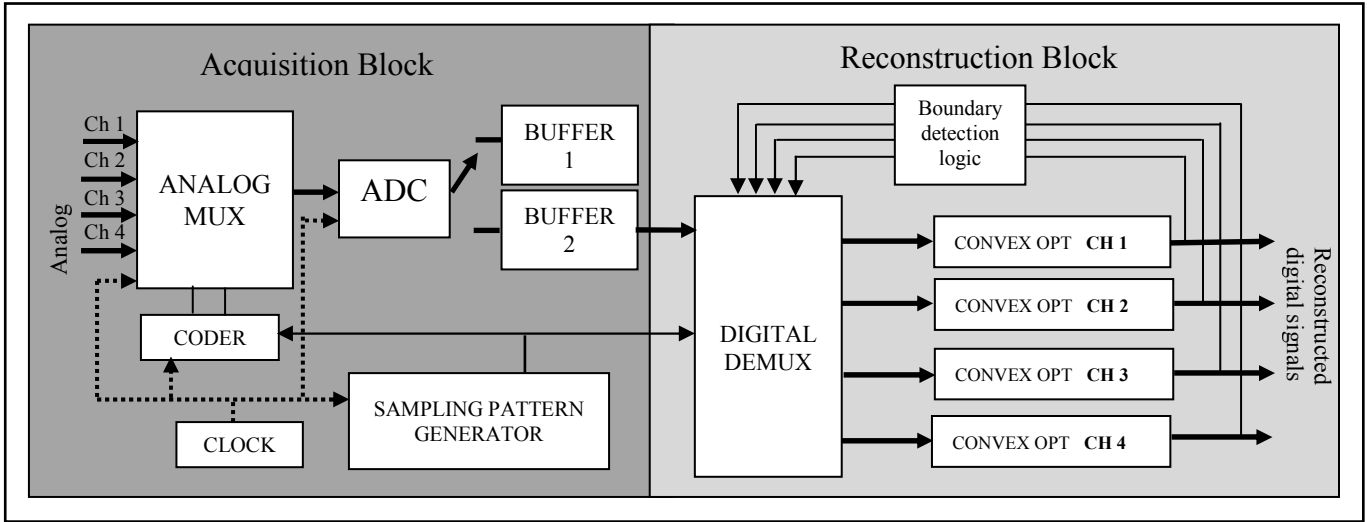 Acquisition Block
Reconstruction Block
Ch 1
Ch 2
Ch 3
Ch 4
Analog
ANALOG
MUX
ADC
BUFFER
1
BUFFER
2
CODER
CLOCK
SAMPLING PATTERN
GENERATOR
Boundary
detection
logic
DIGITAL
DEMUX
CONVEX OPT CH 1
CONVEX OPT CH 2
CONVEX OPT CH 3
CONVEX OPT CH 4
Reconstructed
digital signals